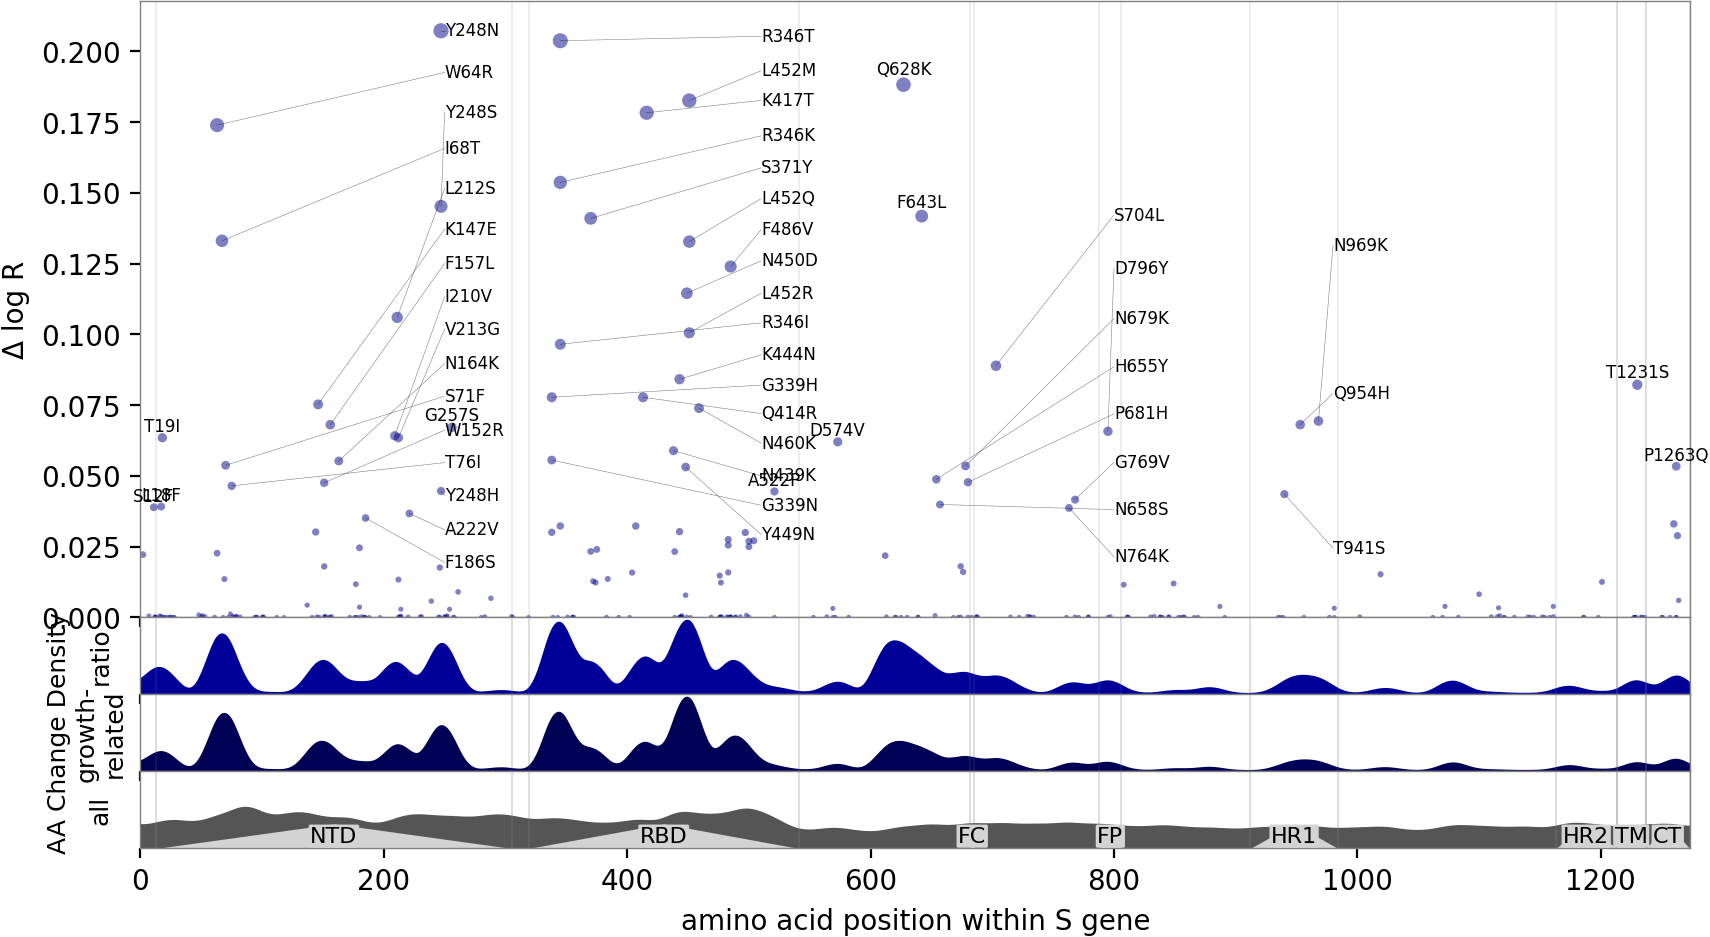 0.200
0.175
0.150
0.125
0.100
0.075
0.050
0.025
0.000
Δ log R
Y248N
W64R
Y248S
I68T
L212S
K147E
F157L
I210V
V213G
N164K
S71F
G257S
W152R
T76I
Y248H
A222V
F186S
T19I
S12F
L18F
R346T
L452M
K417T
R346K
S371Y
L452Q
F486V
N450D
L452R
R346I
K444N
G339H
Q414R
N460K
N439K
A522P
G339N
Y449N
D574V
Q628K
F643L
S704L
D796Y
N679K
H655Y
P681H
G769V
N658S
N764K
N969K
Q954H
T941S
T1231S
P1263Q
AA Change Density
ratio
growth-
related
all
NTD
RBD
FC
FP
HR1
HR2
TM
CT
0
200
400
600
800
1000
1200
amino acid position within S gene